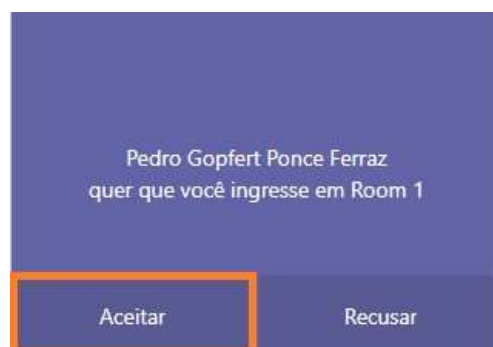 Pedro Gopfert Ponce Ferraz
quer que você ingresse em Room 1
Aceitar
Recusar